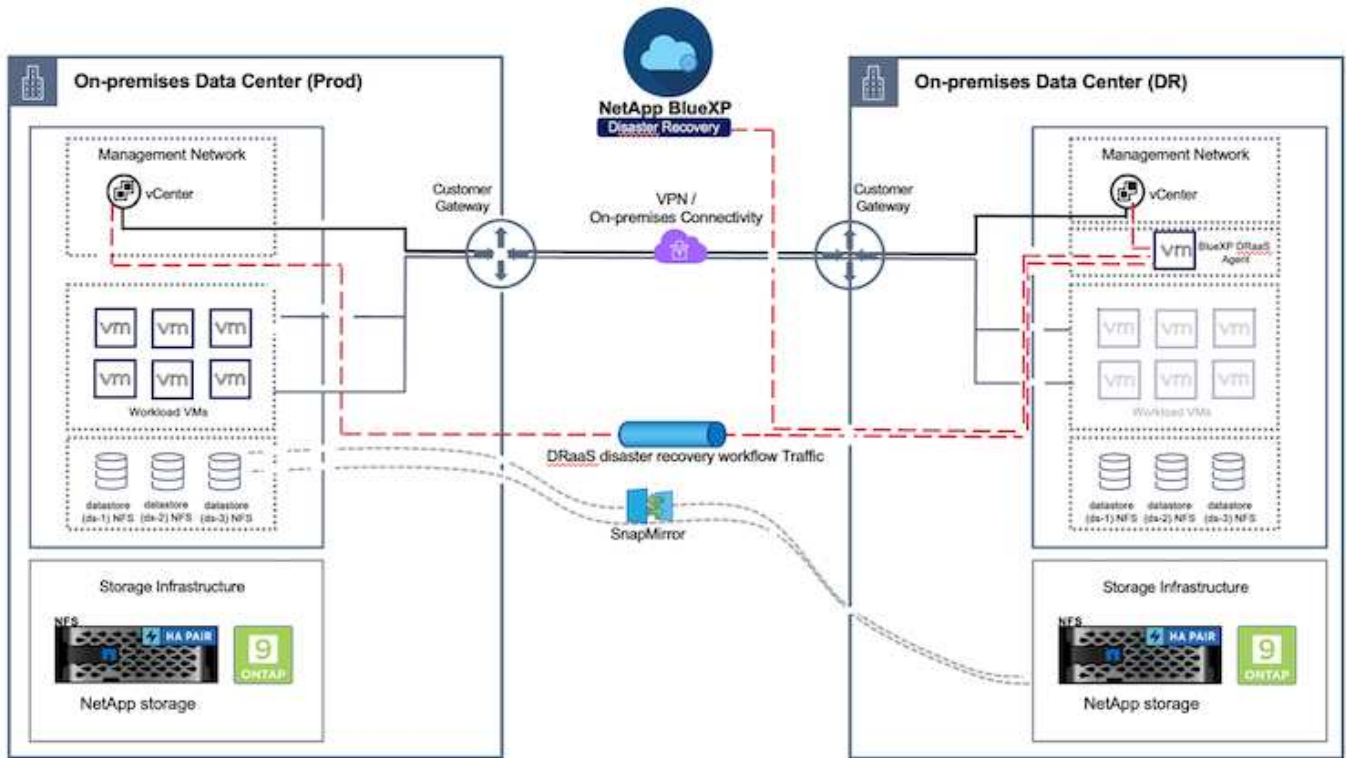 NetApp BlueXP
Disaster Recovery
On-premises Data Center (Prod)
Management Network
vCenter
Customer
Gateway
vm
vm
vm
vm
vm
vm
Workload VMs
datastore
(ds-1) NFS
datastore
(ds-2) NFS
datastore
(ds-3) NFS
Storage Infrastructure
NFS
HA PAIR
9
ONTAP
NetApp storage
VPN /
On-premises Connectivity
DRaaS disaster recovery workflow Traffic
SnapMirror
On-premises Data Center (DR)
Customer
Gateway
Management Network
vCenter
vm
BlueXP DRaaS
Agent
vm
vm
vm
vm
vm
vm
Workload VMs
datastore
(ds-1) NFS
datastore
(ds-2) NFS
datastore
(ds-3) NFS
Storage Infrastructure
NFS
HA PAIR
9
ONTAP
NetApp storage